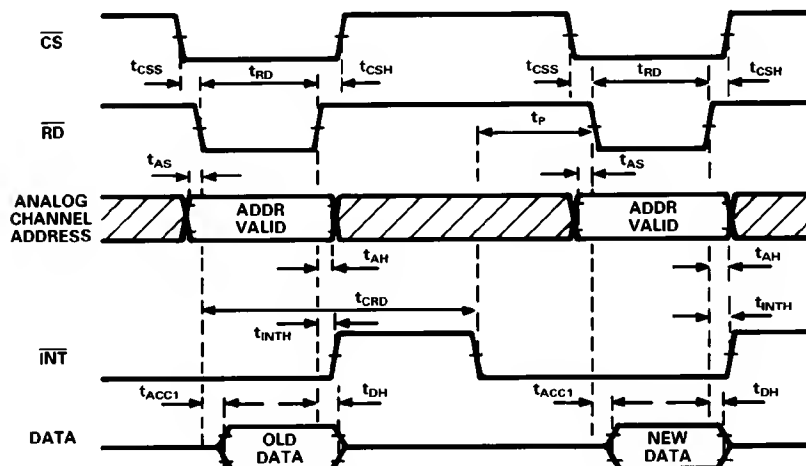 CS
tCSS tRD tCSH tCSS tRD tCSH
RD
tP
tAS tAS
ANALOG
CHANNEL
ADDRESS
ADDR
VALID
ADDR
VALID
tAH tAH
tCRD
tINTH tINTH
INT
tACC1 tDH tACC1 tDH
DATA
OLD
DATA
NEW
DATA